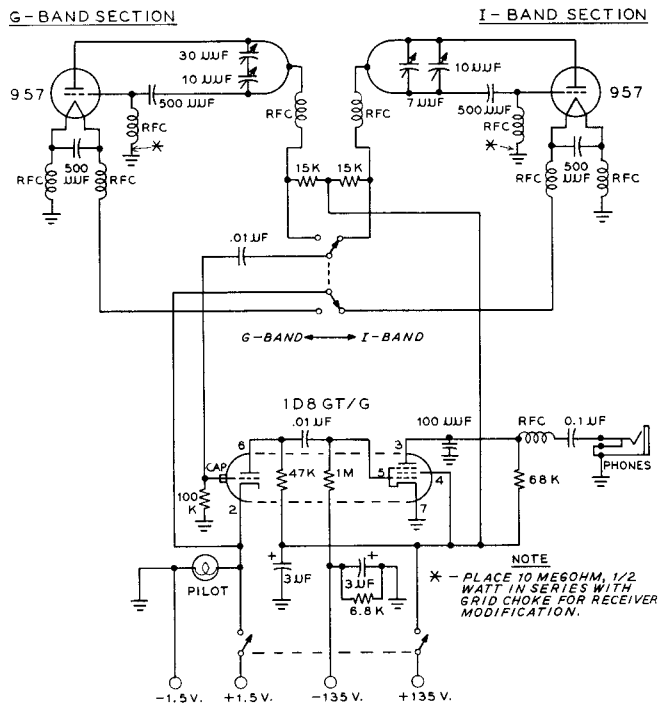 G-BAND SECTION
I-BAND SECTION
30 UUF
10 UUF
957
500 UUF
RFC
*
RFC
500 UUF
RFC
RFC
RFC
10 UUF
7 UUF
500 UUF
957
RFC
*
RFC
500 UUF
RFC
15K
15K
.01 UF
G-BAND
I-BAND
1D8 GT/G
.01 UF
6
CAP
100 K
2
47K
1M
3
5
4
7
100 UUF
RFC
0.1 UF
PHONES
68K
PILOT
+
3 UF
+
3 UF
6.8K
NOTE
* - PLACE 10 MEGOHM, 1/2
WATT IN SERIES WITH
GRID CHOKE FOR RECEIVER
MODIFICATION.
-1.5 V.
+1.5 V.
-135 V.
+135 V.